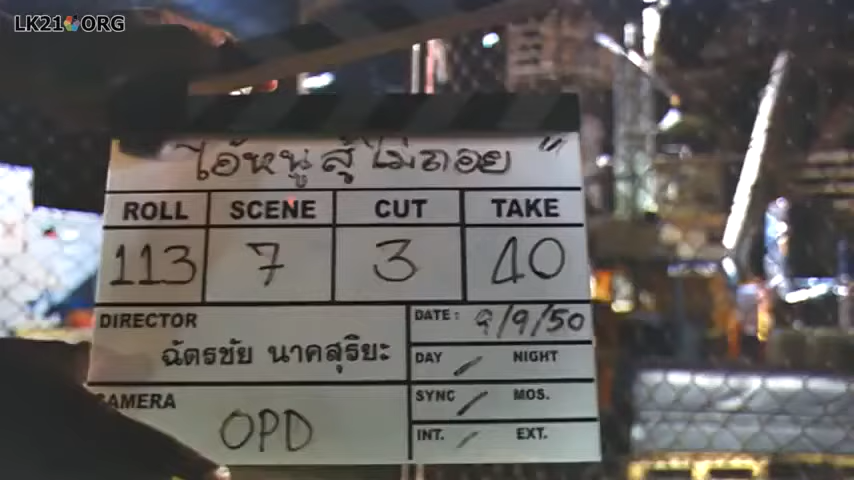 LK21 ORG
ไอ้หนูสู้ไม่ถอย "
ROLL SCENE CUT TAKE
113 7 3 40
DIRECTOR
ฉัตรชัย นาคสุริยะ
DATE: 9/9/50
DAY / NIGHT
CAMERA
OPD
SYNC / MOS.
INT. / EXT.